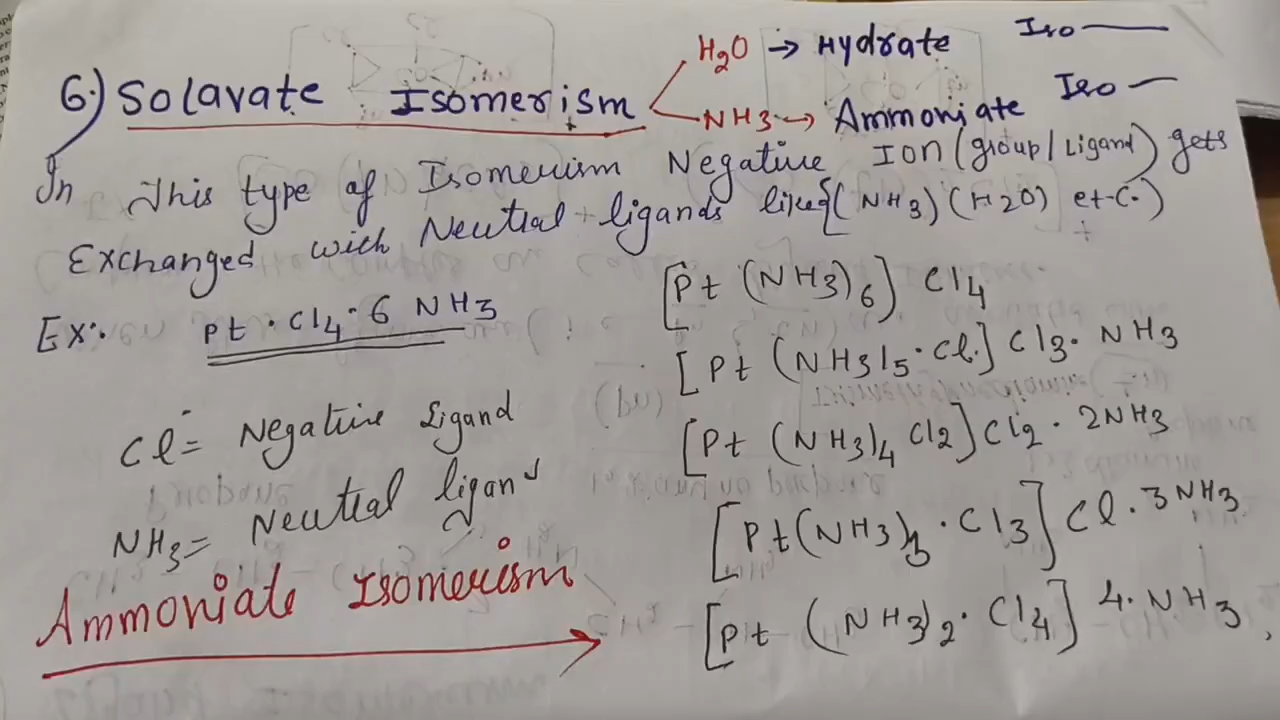 6.) Solavate Isomerism
H2O → Hydrate Iso
NH3 → Ammoniate Iso
In This type of Isomerism Negative Ion (group/Ligand) gets
Exchanged with Neutral ligands like{(NH3)(H2O) etc.)
Ex:. Pt·Cl4·6 NH3
[Pt (NH3)6] Cl4
[Pt (NH3)5·Cl.] Cl3· NH3
Cl⁻= Negative Ligand
[Pt (NH3)4 Cl2] Cl2 · 2NH3
NH3= Neutral ligand
[Pt(NH3)3 ·Cl3] Cl·3NH3
Ammoniate Isomerism
[Pt (NH3)2· Cl4] 4·NH3,